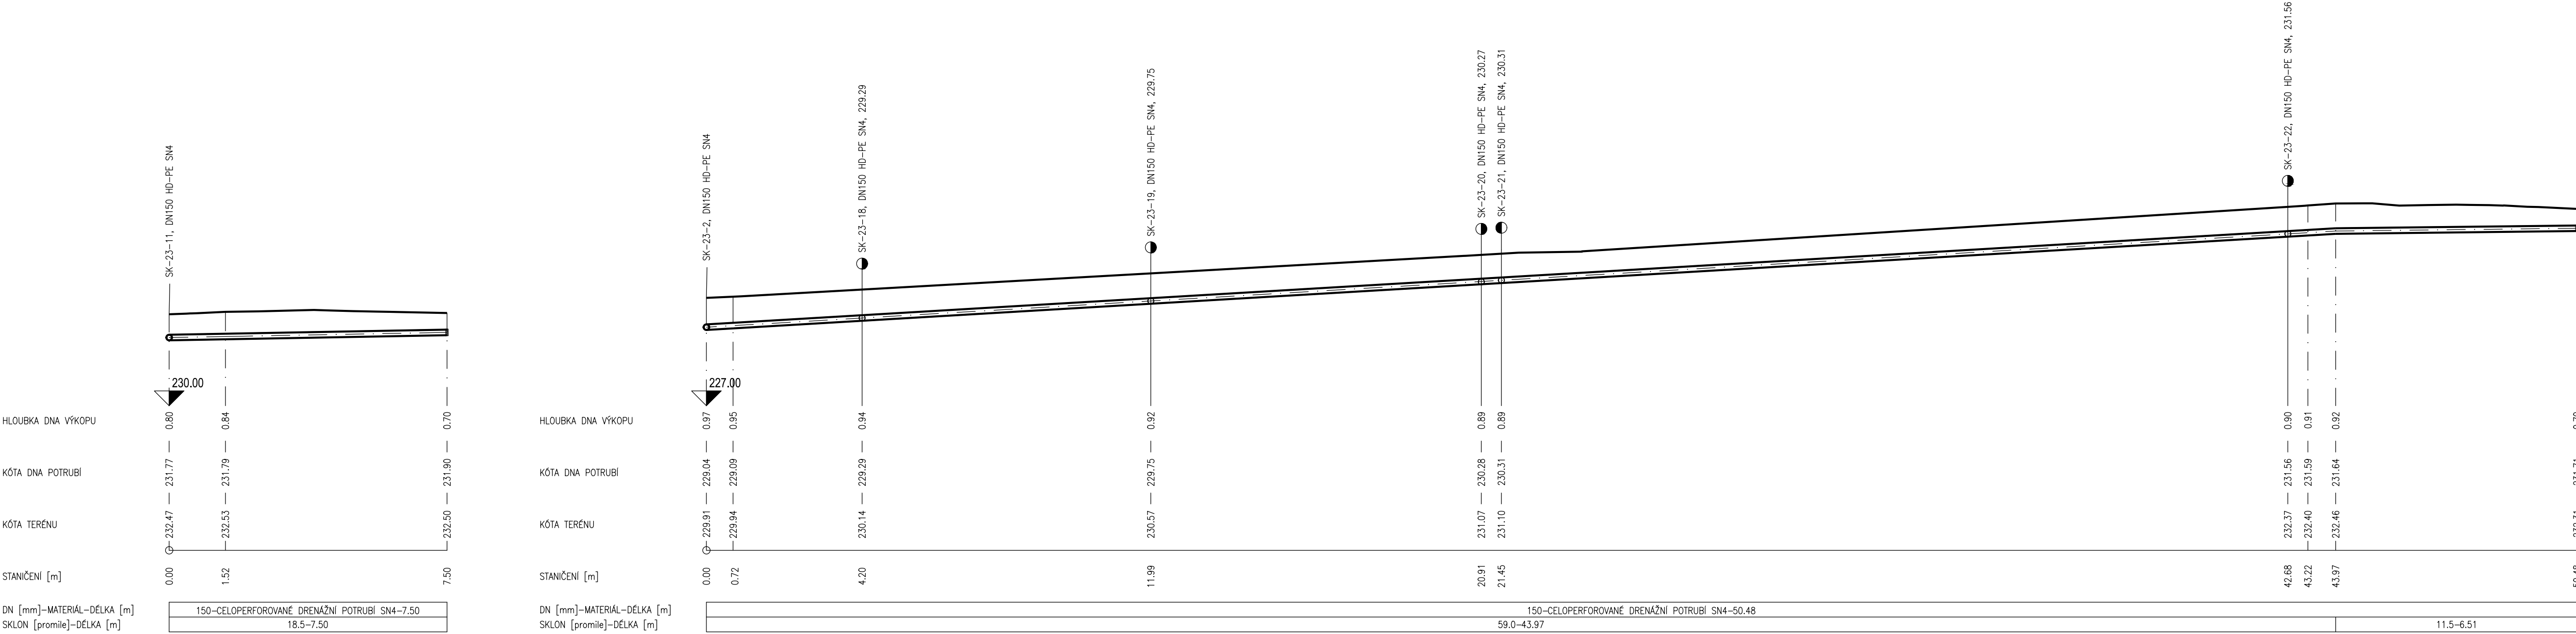 SK-23-11, DN150 HD-PE SN4
230.00
HLOUBKA DNA VÝKOPU 0.80 0.84 0.70
KÓTA DNA POTRUBÍ 231.77 231.79 231.90
KÓTA TERÉNU 232.47 232.53 232.50
STANIČENÍ [m] 0.00 1.52 7.50
DN [mm]-MATERIÁL-DÉLKA [m] 150-CELOPERFOROVANÉ DRENÁŽNÍ POTRUBÍ SN4-7.50
SKLON [promile]-DÉLKA [m] 18.5-7.50
SK-23-2, DN150 HD-PE SN4
SK-23-18, DN150 HD-PE SN4, 229.29
SK-23-19, DN150 HD-PE SN4, 229.75
SK-23-20, DN150 HD-PE SN4, 230.27
SK-23-21, DN150 HD-PE SN4, 230.31
SK-23-22, DN150 HD-PE SN4, 231.56
227.00
HLOUBKA DNA VÝKOPU 0.97 0.95 0.94 0.92 0.89 0.89 0.90 0.91 0.92
KÓTA DNA POTRUBÍ 229.04 229.09 229.29 229.75 230.28 230.31 231.56 231.59 231.64
KÓTA TERÉNU 229.91 229.94 230.14 230.57 231.07 231.10 232.37 232.40 232.46
STANIČENÍ [m] 0.00 0.72 4.20 11.99 20.91 21.45 42.68 43.22 43.97
DN [mm]-MATERIÁL-DÉLKA [m] 150-CELOPERFOROVANÉ DRENÁŽNÍ POTRUBÍ SN4-50.48
SKLON [promile]-DÉLKA [m] 59.0-43.97 11.5-6.51